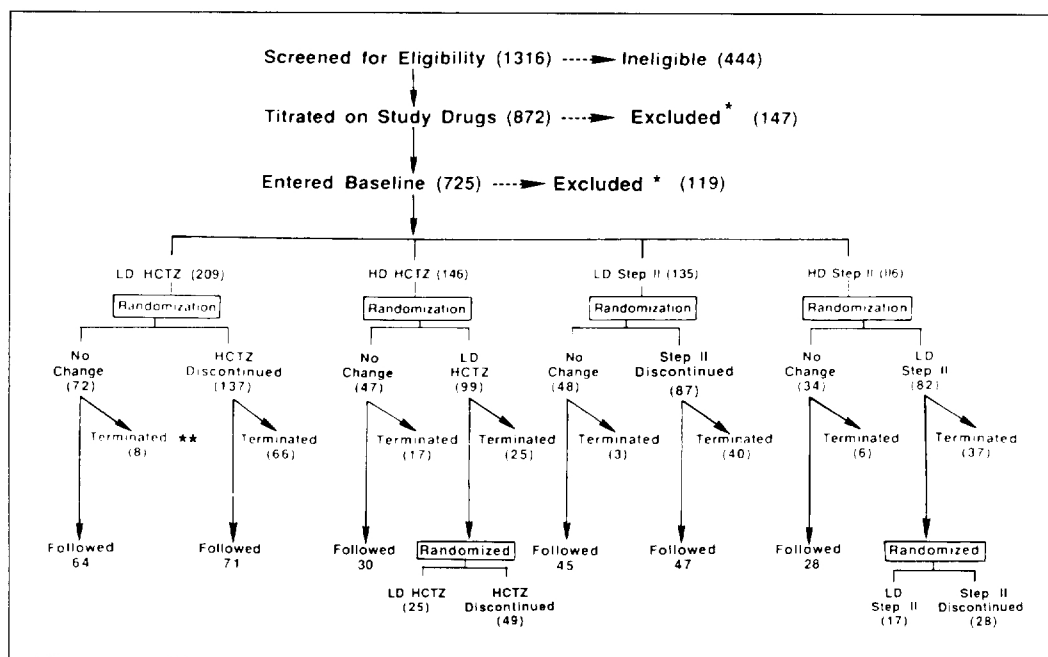 Screened for Eligibility (1316) Ineligible (444)
Titrated on Study Drugs (872) Excluded * (147)
Entered Baseline (725) Excluded * (119)
LD HCTZ (209) HD HCTZ (146) LD Step II (135) HD Step II (116)
Randomization Randomization Randomization Randomization
No Change (72)
HCTZ Discontinued (137)
No Change (47)
LD HCTZ (99)
No Change (48)
Step II Discontinued (87)
No Change (34)
LD Step II (82)
Terminated ** (8)
Terminated (66)
Terminated (17)
Terminated (25)
Terminated (3)
Terminated (40)
Terminated (6)
Terminated (37)
Followed 64
Followed 71
Followed 30
Randomized
Followed 45
Followed 47
Followed 28
Randomized
LD HCTZ (25)
HCTZ Discontinued (49)
LD Step II (17)
Step II Discontinued (28)